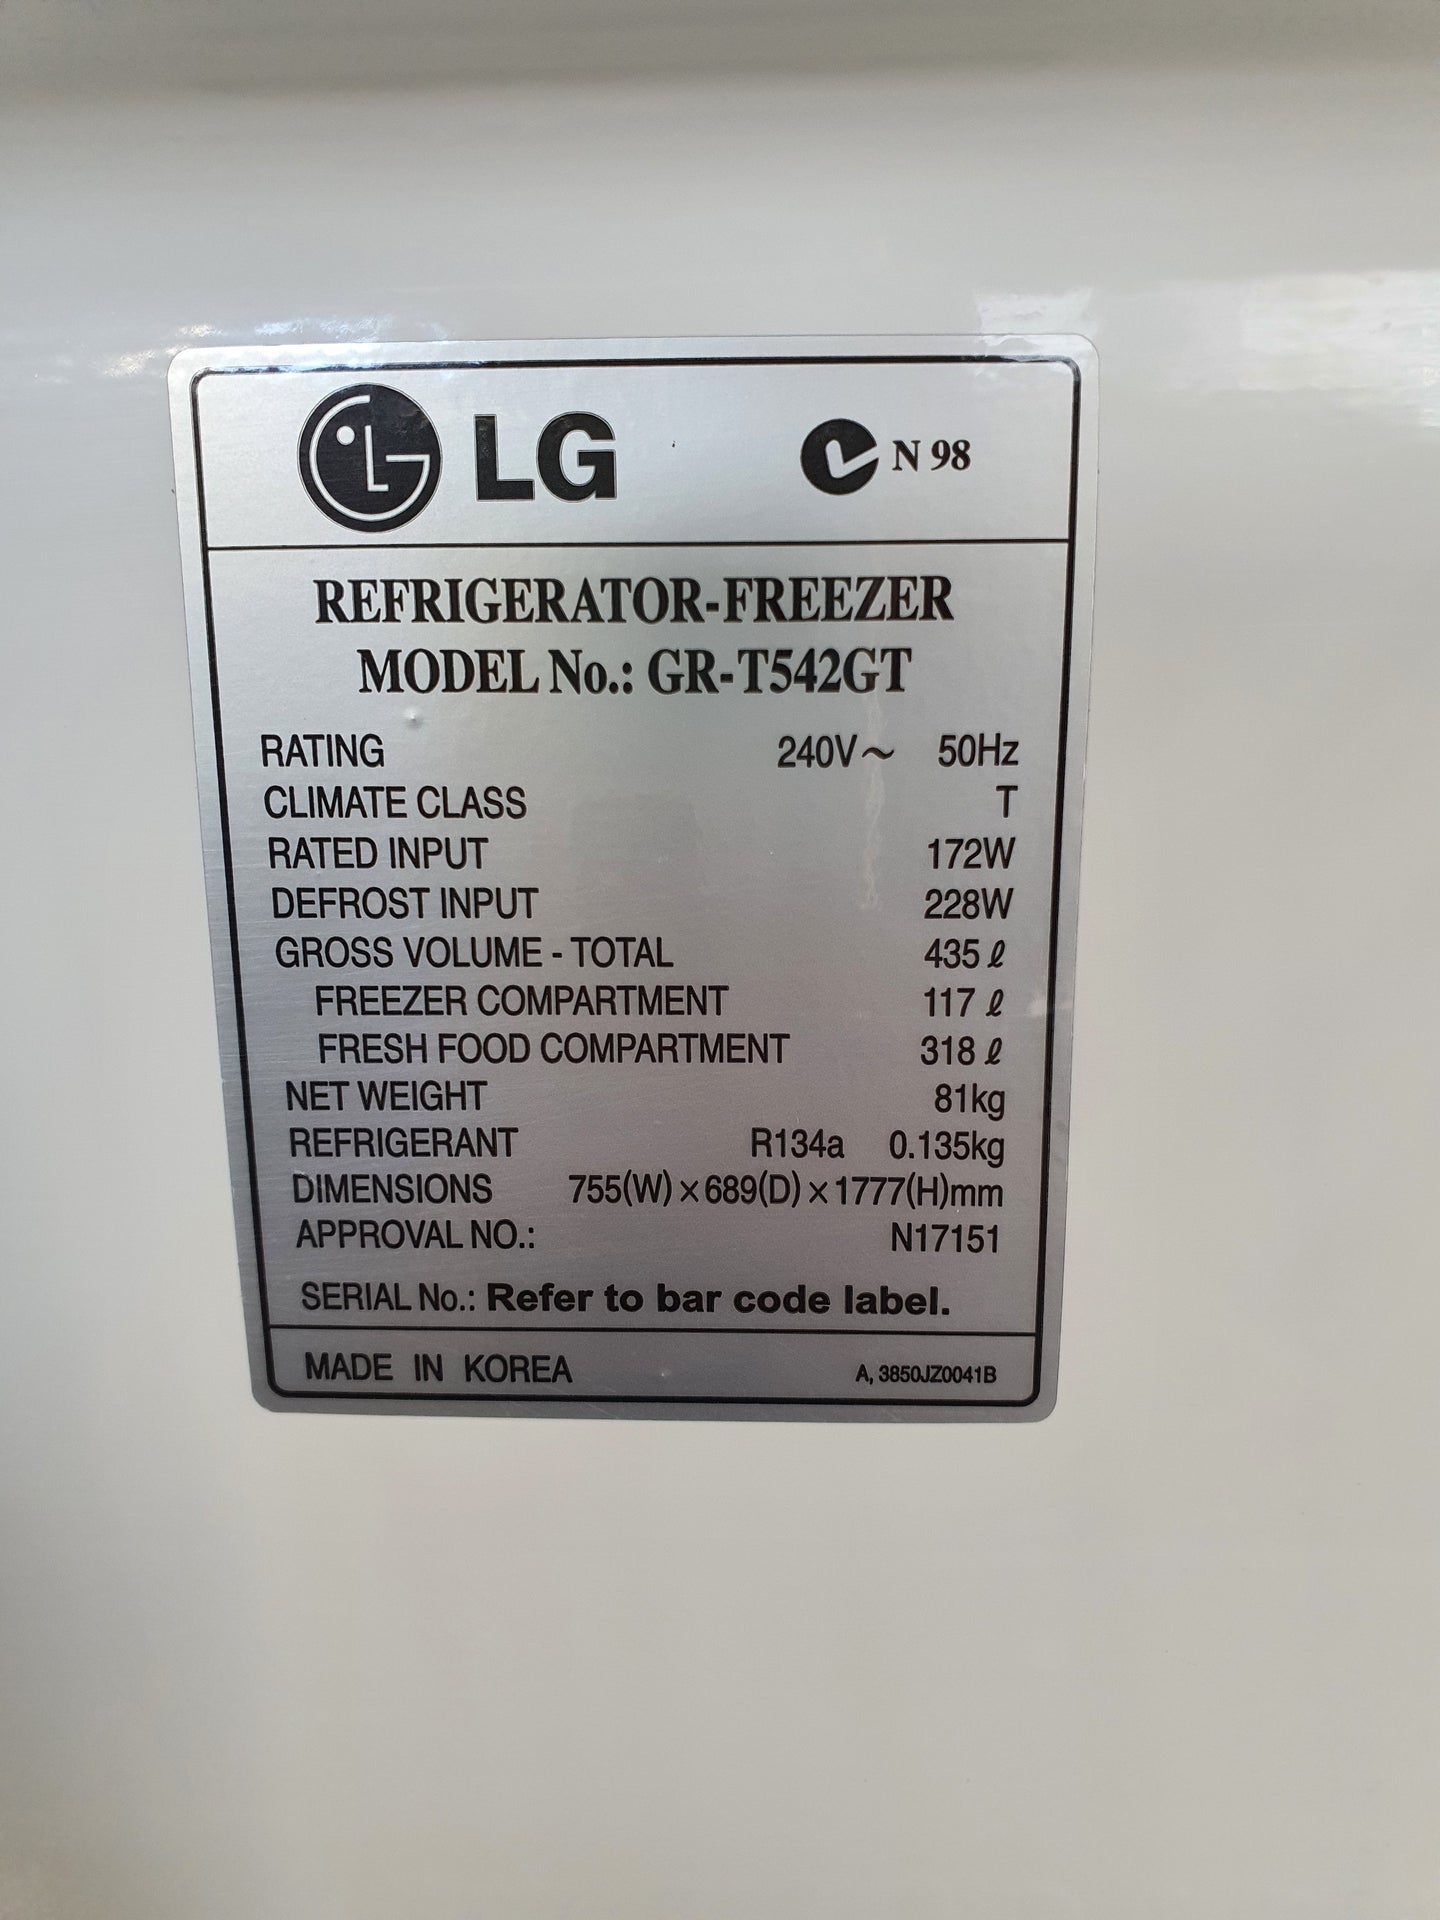 LG N 98
REFRIGERATOR-FREEZER
MODEL No.: GR-T542GT
RATING 240V~ 50Hz
CLIMATE CLASS T
RATED INPUT 172W
DEFROST INPUT 228W
GROSS VOLUME - TOTAL 435 ℓ
FREEZER COMPARTMENT 117 ℓ
FRESH FOOD COMPARTMENT 318 ℓ
NET WEIGHT 81kg
REFRIGERANT R134a 0.135kg
DIMENSIONS 755(W)×689(D)×1777(H)mm
APPROVAL NO.: N17151
SERIAL No.: Refer to bar code label.
MADE IN KOREA A, 3850JZ0041B